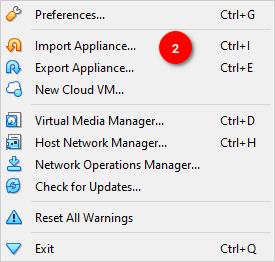 Preferences... Ctrl+G
Import Appliance... 2 Ctrl+I
Export Appliance... Ctrl+E
New Cloud VM...
Virtual Media Manager... Ctrl+D
Host Network Manager... Ctrl+H
Network Operations Manager...
Check for Updates...
Reset All Warnings
Exit Ctrl+Q